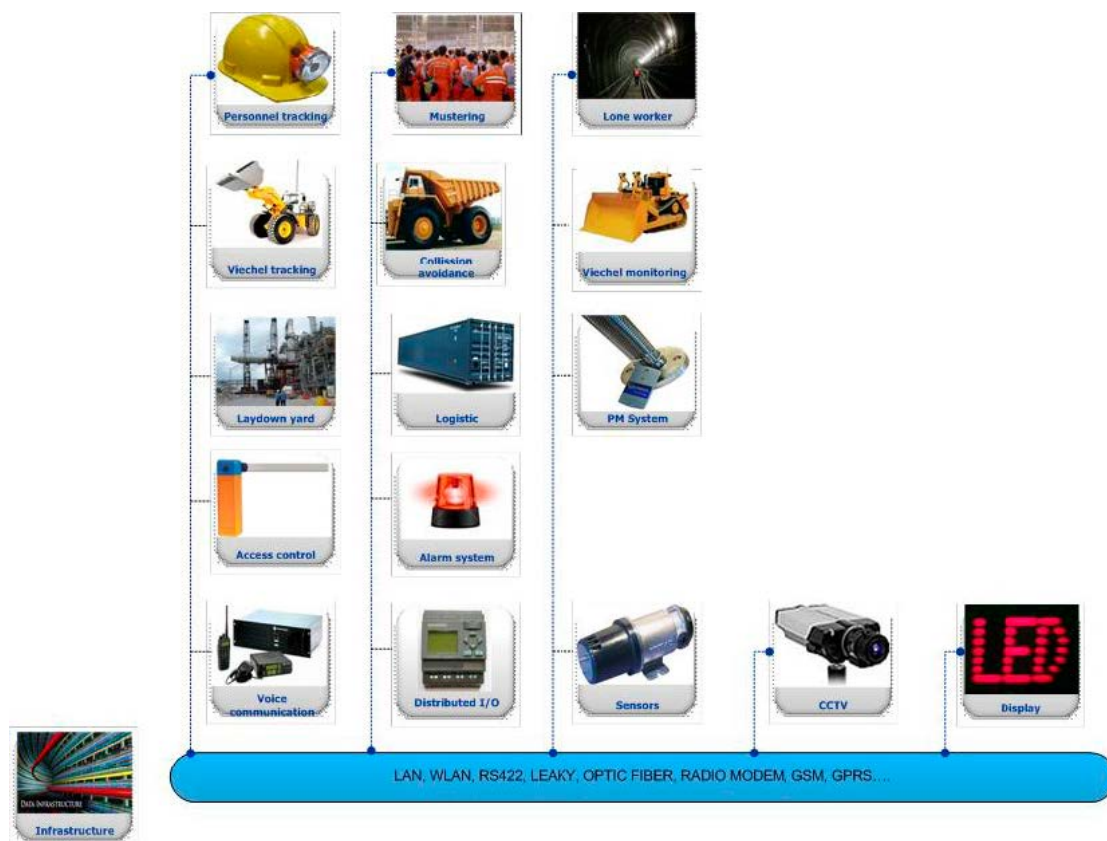 Personnel tracking
Mustering
Lone worker
Viechel tracking
Collission
avoidance
Viechel monitoring
Laydown yard
Logistic
PM System
Access control
Alarm system
Voice
communication
Distributed I/O
Sensors
CCTV
LED
Display
LAN, WLAN, RS422, LEAKY, OPTIC FIBER, RADIO MODEM, GSM, GPRS....
DATA INFRASTRUCTURE
Infrastructure